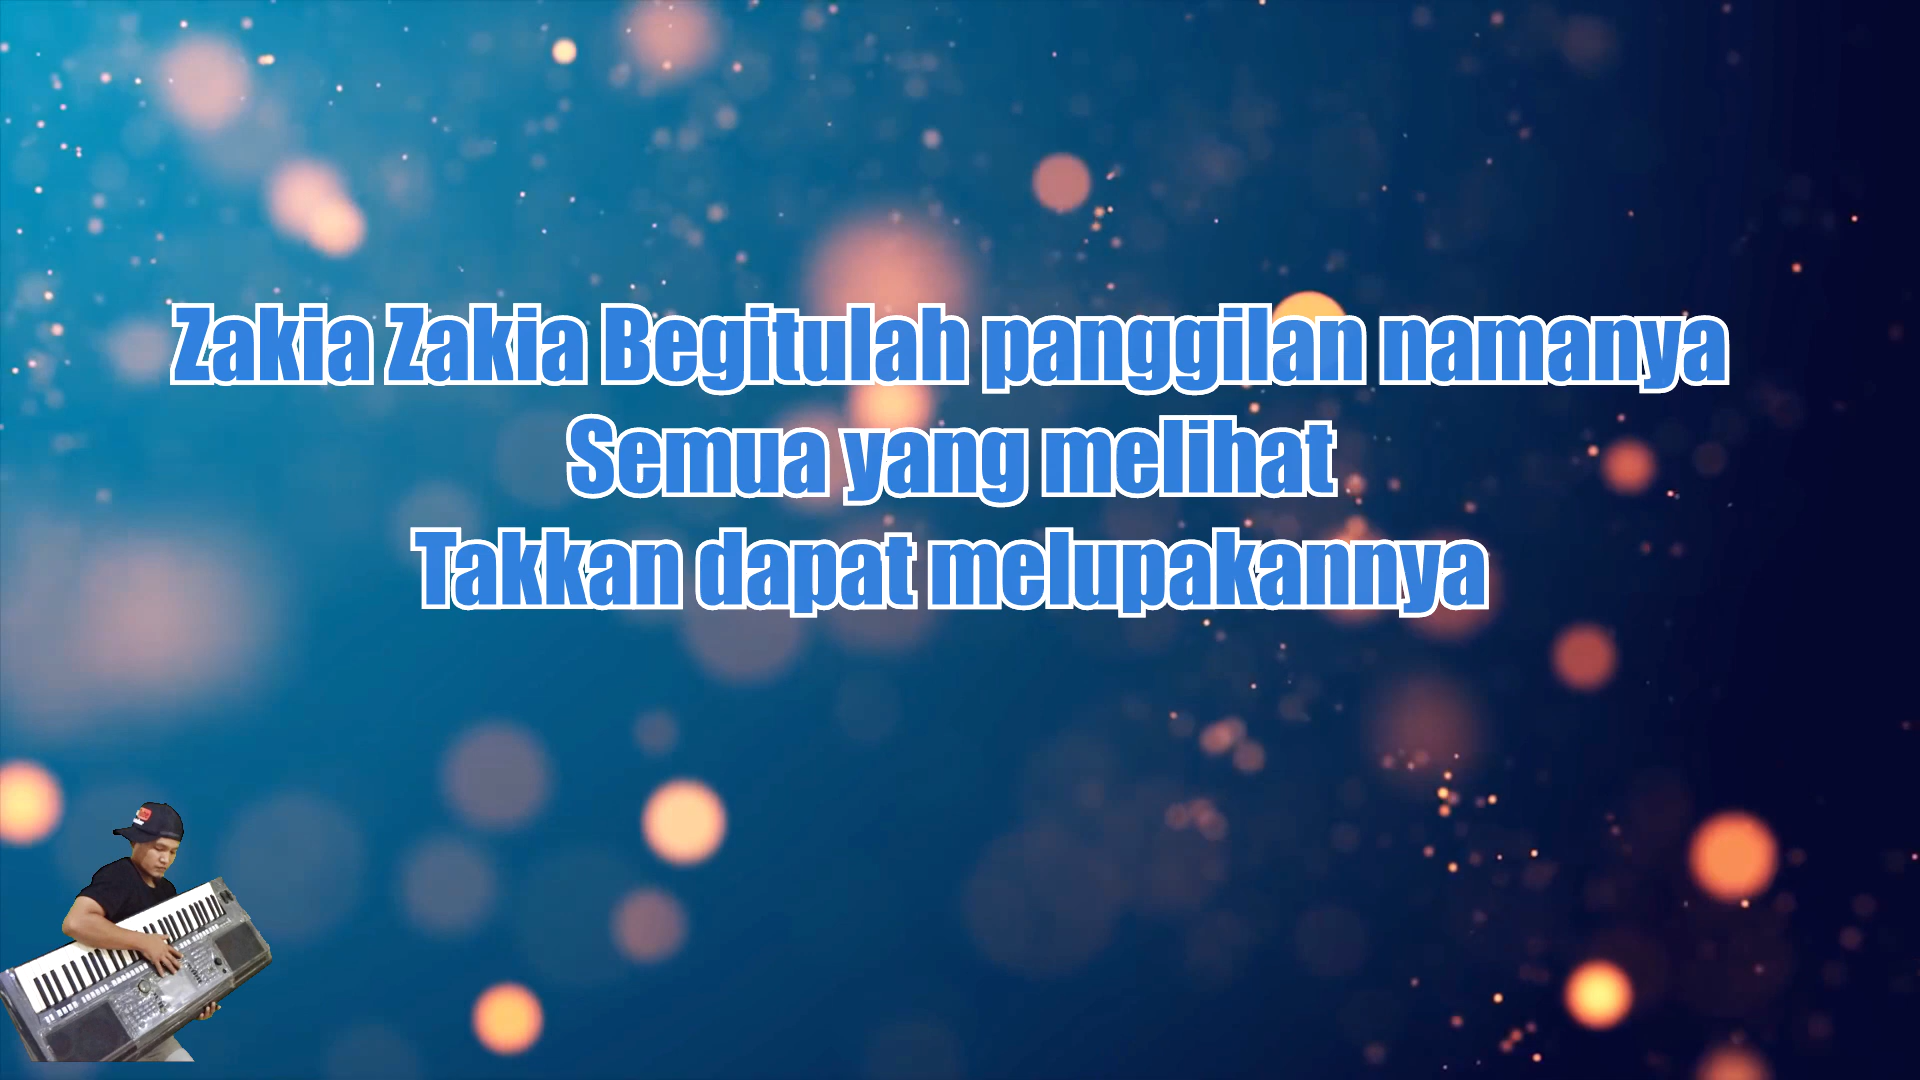 Zakia Zakia Begitulah panggilan namanya
Semua yang melihat
Takkan dapat melupakannya